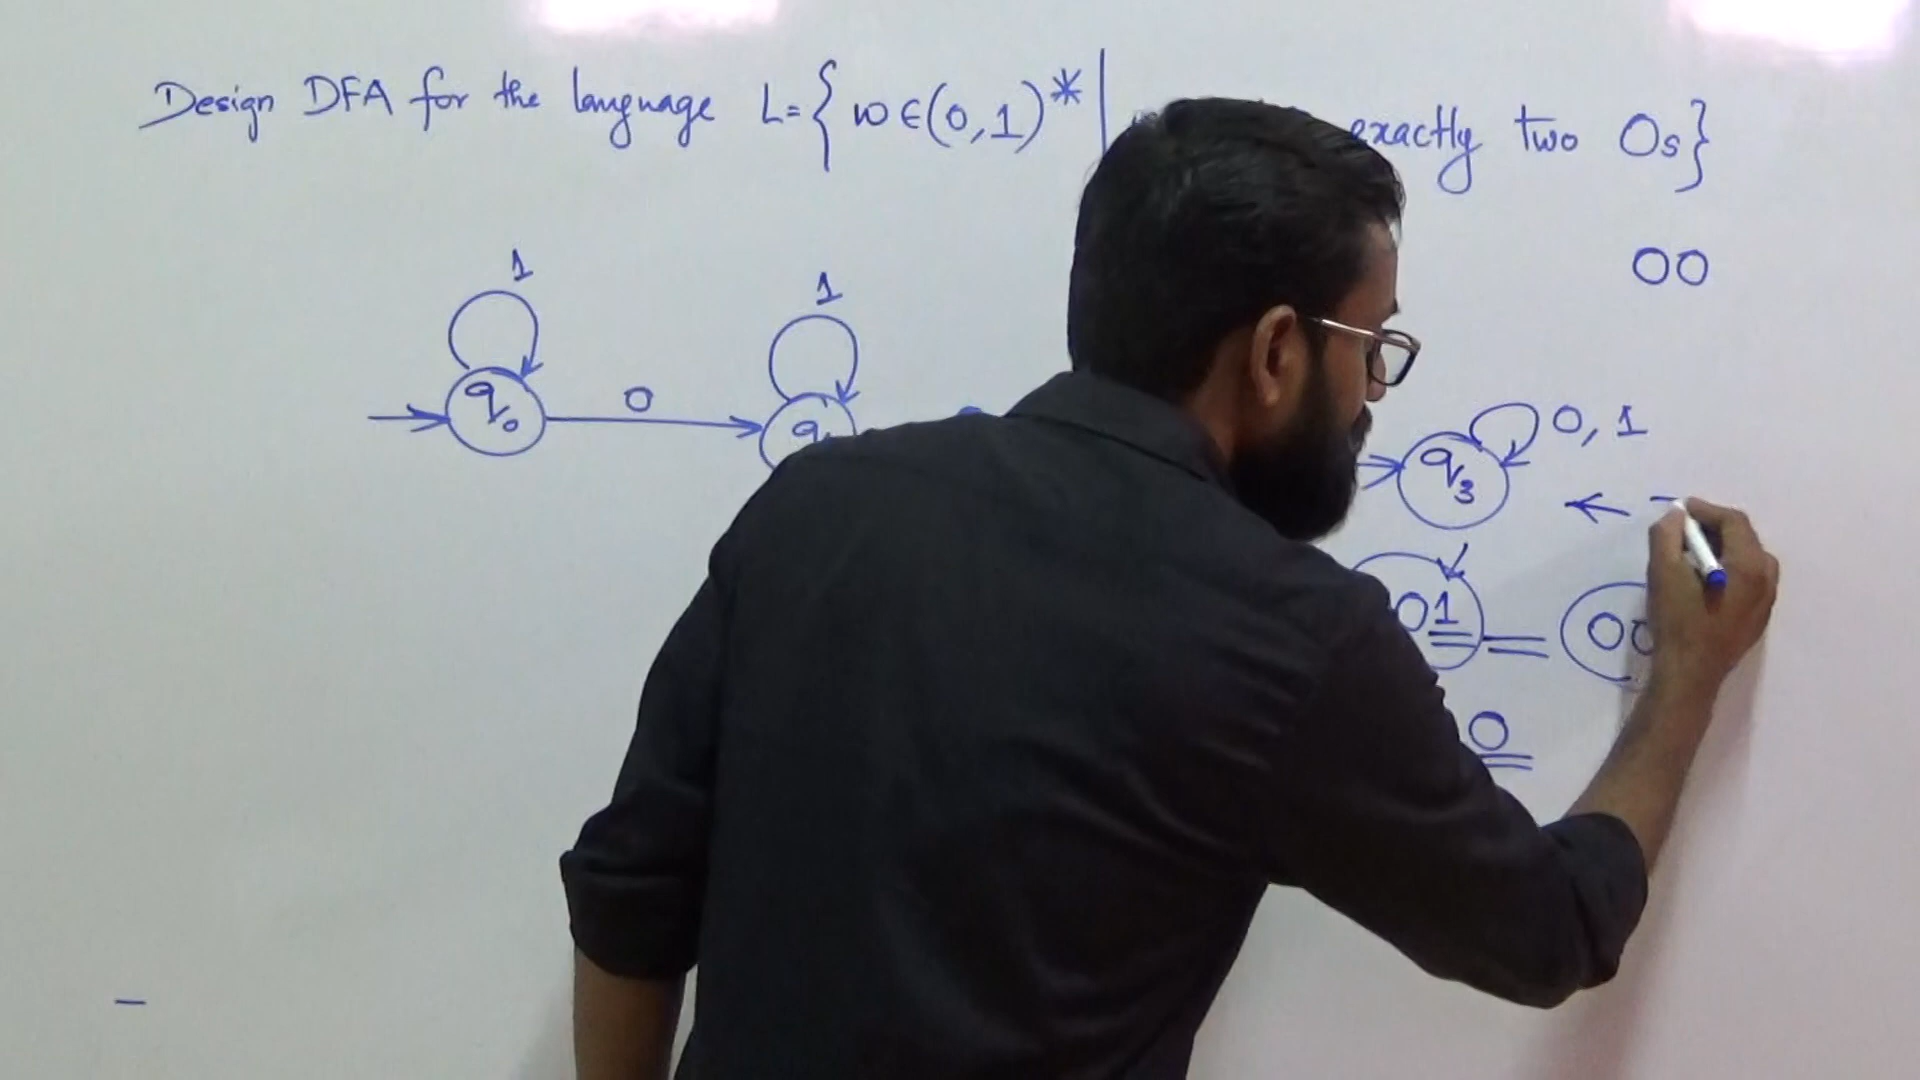 Design DFA for the language L={ w ∈ (0,1)* | exactly two 0s}
00
1
1
0
0,1
q0
q1
q3
←
01
00
0